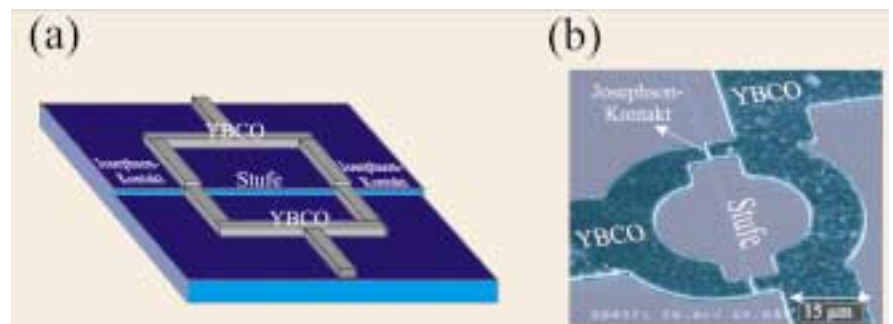 (a)
YBCO
Josephson-
Kontakt
Stufe
Josephson-
Kontakt
YBCO
(b)
YBCO
Josephson-
Kontakt
Stufe
YBCO
15 µm